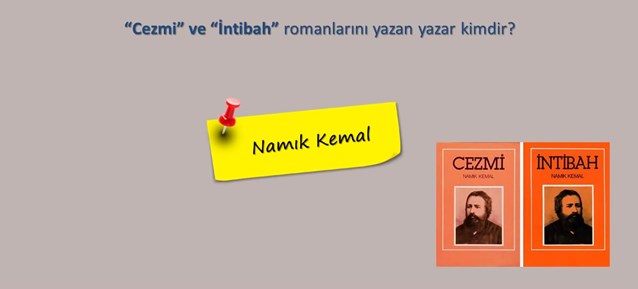 “Cezmi” ve “İntibah” romanlarını yazan yazar kimdir?
Namık Kemal
CEZMİ
NAMIK KEMAL
İNTİBAH
NAMIK KEMAL